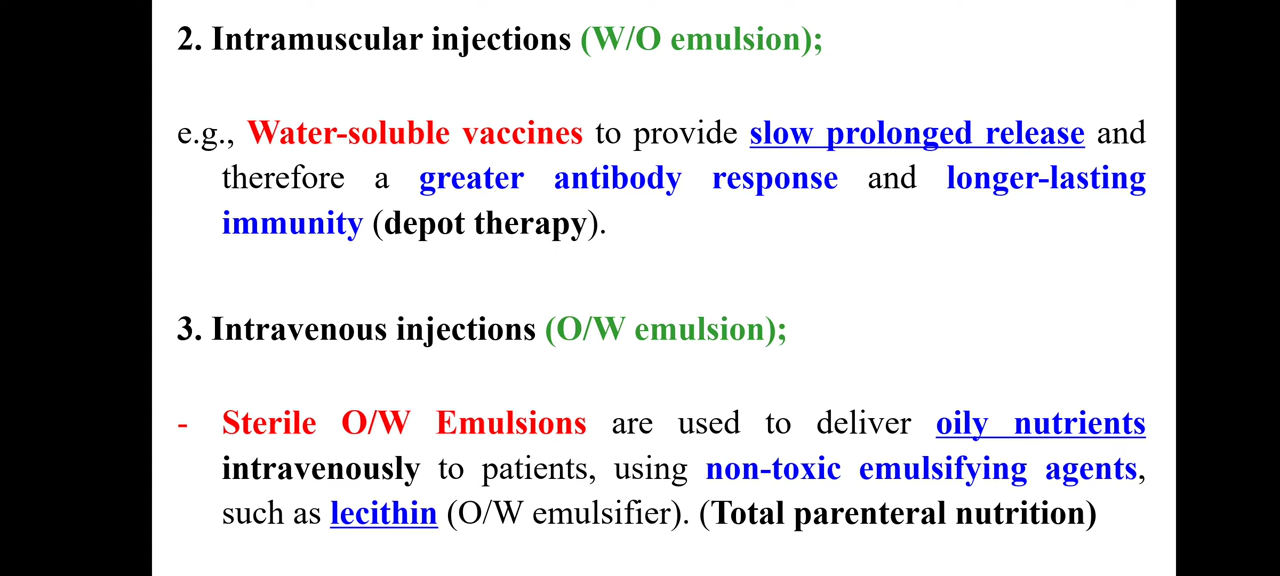 2. Intramuscular injections (W/O emulsion);
e.g., Water-soluble vaccines to provide slow prolonged release and
therefore a greater antibody response and longer-lasting
immunity (depot therapy).
3. Intravenous injections (O/W emulsion);
- Sterile O/W Emulsions are used to deliver oily nutrients
intravenously to patients, using non-toxic emulsifying agents,
such as lecithin (O/W emulsifier). (Total parenteral nutrition)